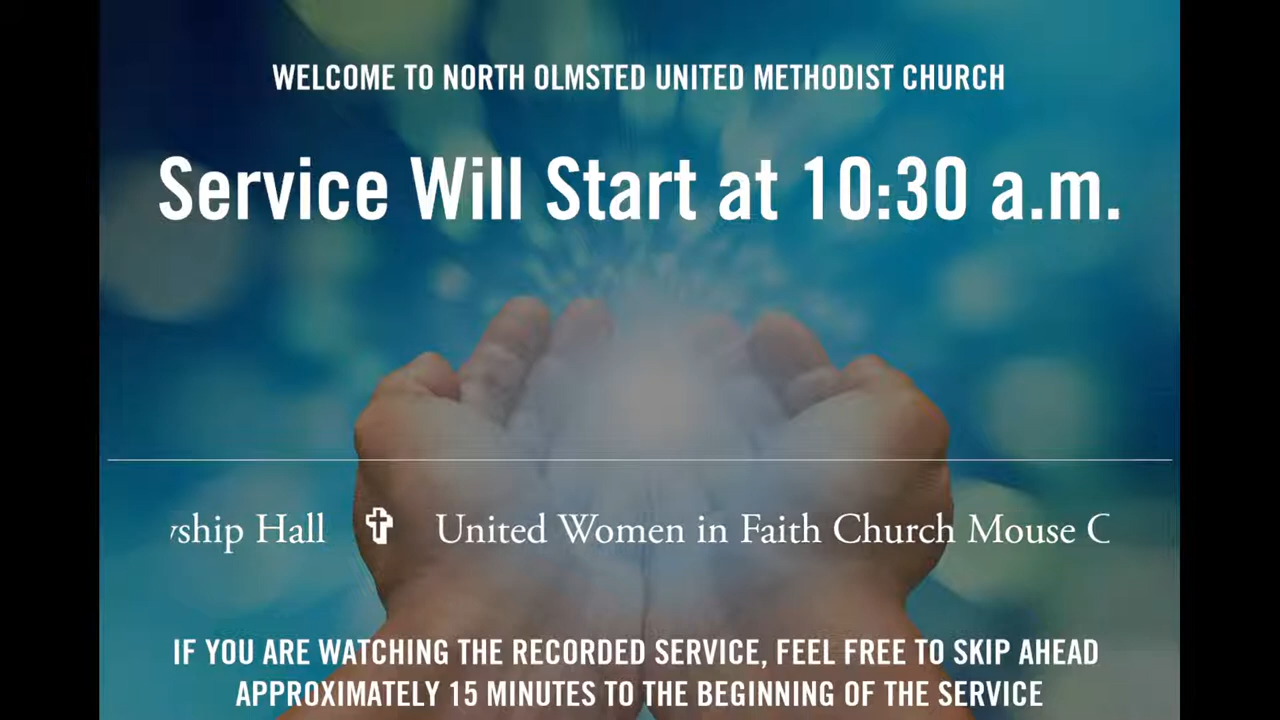 WELCOME TO NORTH OLMSTED UNITED METHODIST CHURCH
Service Will Start at 10:30 a.m.
Hall ✞ United Women in Faith Church Mouse
IF YOU ARE WATCHING THE RECORDED SERVICE, FEEL FREE TO SKIP AHEAD
APPROXIMATELY 15 MINUTES TO THE BEGINNING OF THE SERVICE